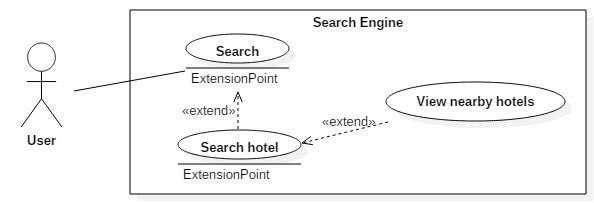 Search Engine
Search
ExtensionPoint
«extend»
View nearby hotels
«extend»
Search hotel
ExtensionPoint
User